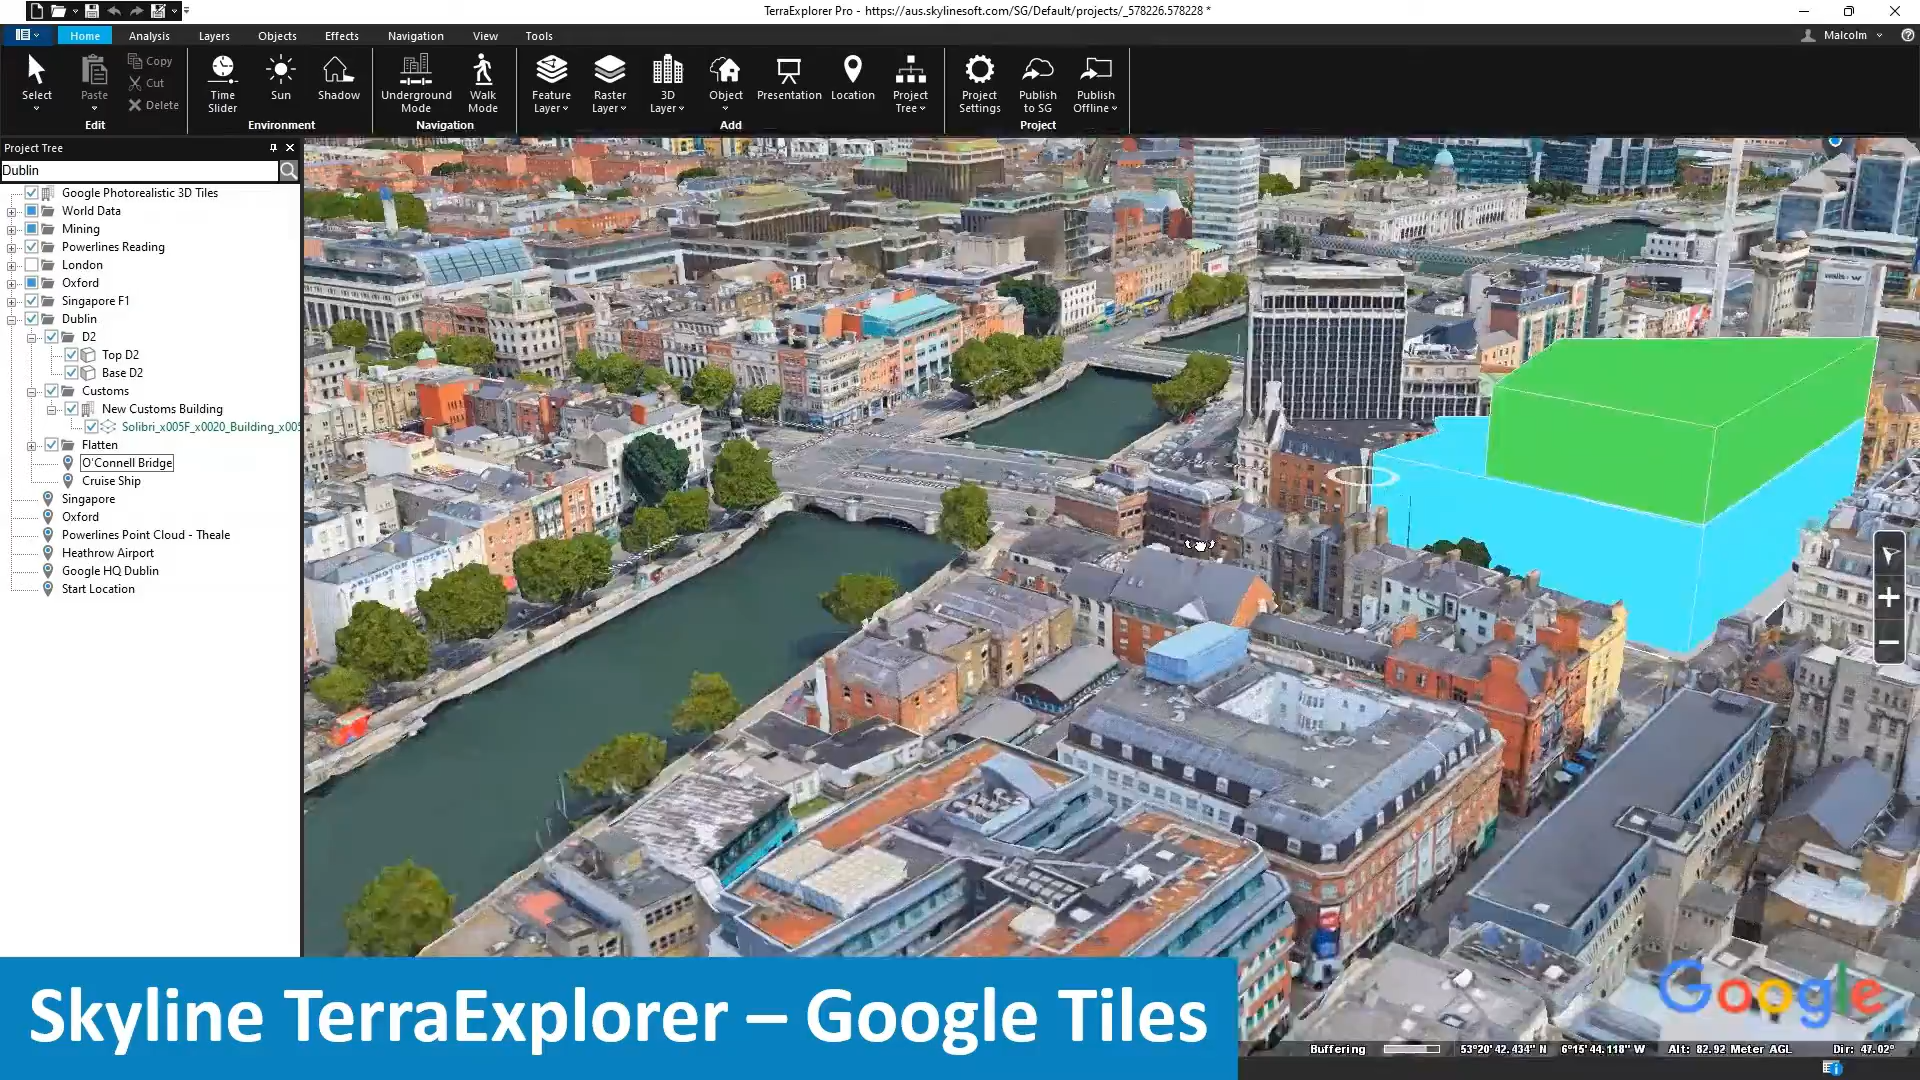 TerraExplorer Pro - https://aus.skylinesoft.com/SG/Default/projects/_578226.578228 *
Home Analysis Layers Objects Effects Navigation View Tools Malcolm
Select
Paste
Copy
Cut
Delete
Edit
Time Slider
Sun
Shadow
Environment
Underground Mode
Walk Mode
Navigation
Feature Layer
Raster Layer
3D Layer
Object
Presentation
Location
Project Tree
Add
Project Settings
Publish to SG
Publish Offline
Project
Project Tree
Dublin
Google Photorealistic 3D Tiles
World Data
Mining
Powerlines Reading
London
Oxford
Singapore F1
Dublin
D2
Top D2
Base D2
Customs
New Customs Building
Solibri_x005F_x0020_Building_x005
Flatten
O'Connell Bridge
Cruise Ship
Singapore
Oxford
Powerlines Point Cloud - Theale
Heathrow Airport
Google HQ Dublin
Start Location
Skyline TerraExplorer – Google Tiles
Google
Buffering 53°20'42.434" N 6°15'44.118" W Alt: 82.92 Meter AGL Dir: 47.02°